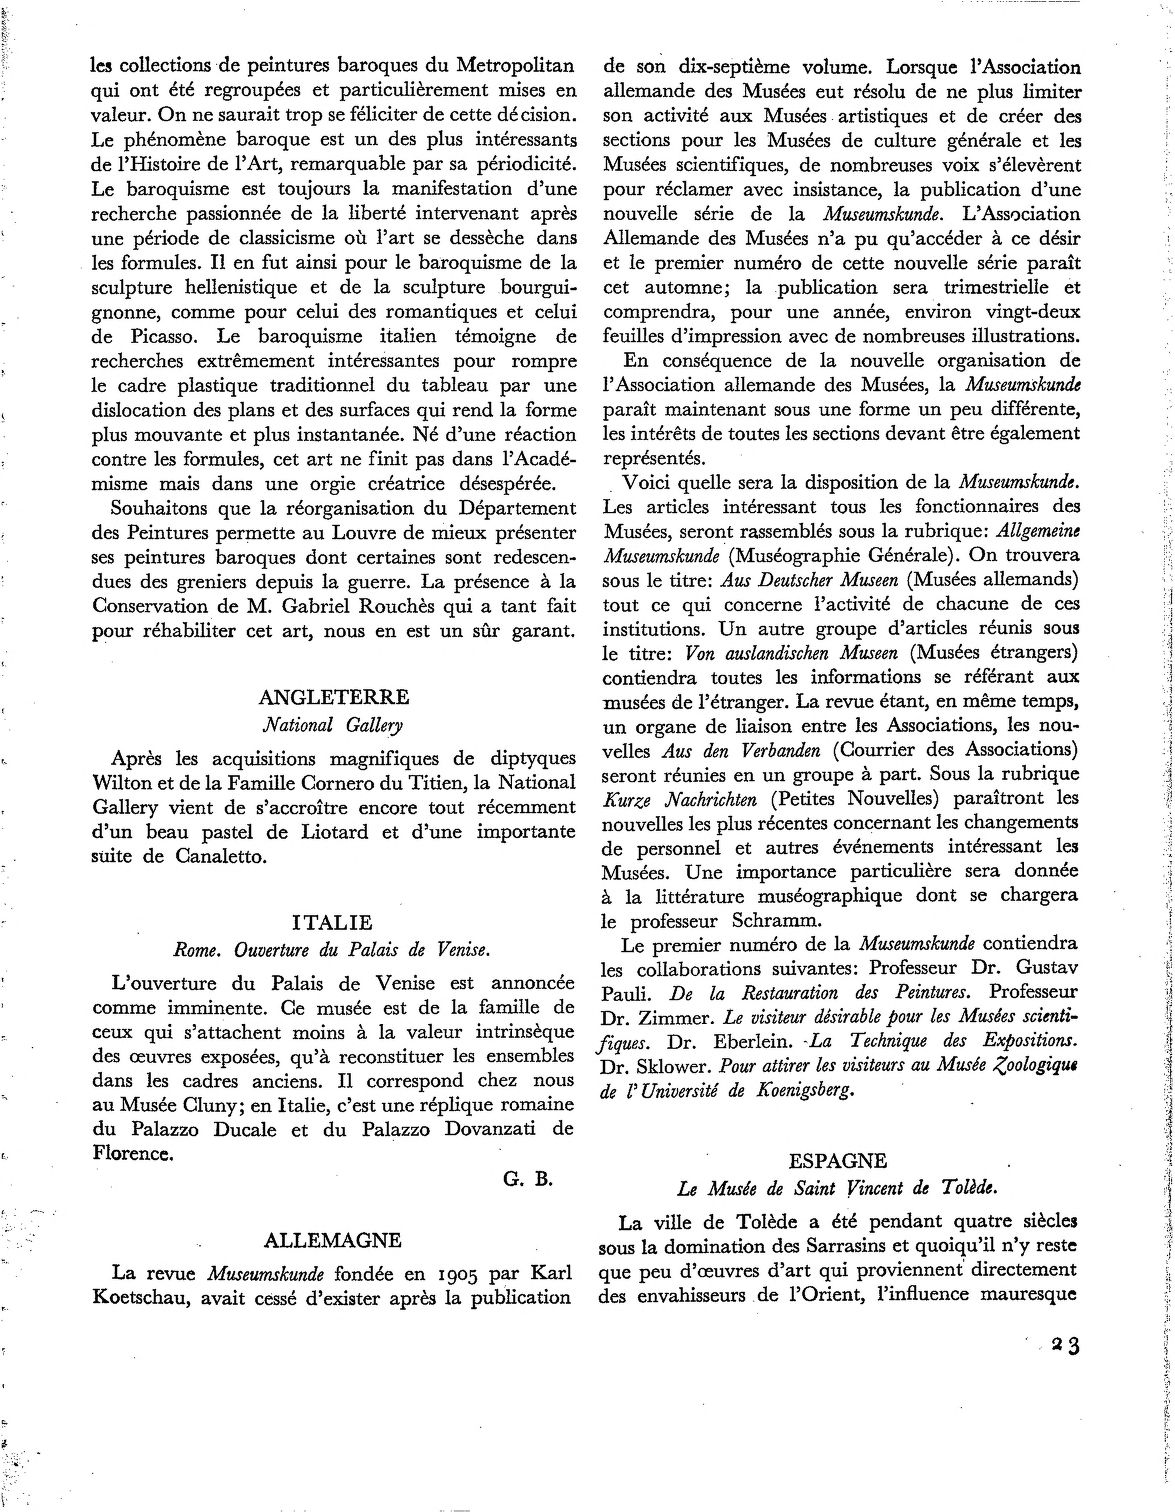 les collections de peintures baroques du Metropolitan
qui ont été regroupées et particulièrement mises en
valeur. On ne saurait trop se féliciter de cette décision.
Le phénomène baroque est un des plus intéressants
de l'Histoire de l'Art, remarquable par sa périodicité.
Le baroquisme est toujours la manifestation d'une
recherche passionnée de la liberté intervenant après
une période de classicisme où l'art se dessèche dans
les formules. Il en fut ainsi pour le baroquisme de la
sculpture hellenistique et de la sculpture bourgui-
gnonne, comme pour celui des romantiques et celui
de Picasso. Le baroquisme italien témoigne de
recherches extrêmement intéressantes pour rompre
le cadre plastique traditionnel du tableau par une
dislocation des plans et des surfaces qui rend la forme
plus mouvante et plus instantanée. Né d'une réaction
contre les formules, cet art ne finit pas dans l'Acadé-
misme mais dans une orgie créatrice désespérée.
Souhaitons que la réorganisation du Département
des Peintures permette au Louvre de mieux présenter
ses peintures baroques dont certaines sont redescen-
dues des greniers depuis la guerre. La présence à la
Conservation de M. Gabriel Rouchès qui a tant fait
pour réhabiliter cet art, nous en est un sûr garant.
ANGLETERRE
National Gallery
Après les acquisitions magnifiques de diptyques
Wilton et de la Famille Cornero du Titien, la National
Gallery vient de s'accroître encore tout récemment
d'un beau pastel de Liotard et d'une importante
suite de Canaletto.
ITALIE
Rome. Ouverture du Palais de Venise.
L'ouverture du Palais de Venise est annoncée
comme imminente. Ce musée est de la famille de
ceux qui s'attachent moins à la valeur intrinsèque
des œuvres exposées, qu'à reconstituer les ensembles
dans les cadres anciens. Il correspond chez nous
au Musée Cluny; en Italie, c'est une réplique romaine
du Palazzo Ducale et du Palazzo Dovanzati de
Florence.
G. B.
ALLEMAGNE
La revue Museumskunde fondée en 1905 par Karl
Koetschau, avait cessé d'exister après la publication
de son dix-septième volume. Lorsque l'Association
allemande des Musées eut résolu de ne plus limiter
son activité aux Musées artistiques et de créer des
sections pour les Musées de culture générale et les
Musées scientifiques, de nombreuses voix s'élevèrent
pour réclamer avec insistance, la publication d'une
nouvelle série de la Museumskunde. L'Association
Allemande des Musées n'a pu qu'accéder à ce désir
et le premier numéro de cette nouvelle série paraît
cet automne; la publication sera trimestrielle et
comprendra, pour une année, environ vingt-deux
feuilles d'impression avec de nombreuses illustrations.
En conséquence de la nouvelle organisation de
l'Association allemande des Musées, la Museumskunde
paraît maintenant sous une forme un peu différente,
les intérêts de toutes les sections devant être également
représentés.
Voici quelle sera la disposition de la Museumskunde.
Les articles intéressant tous les fonctionnaires des
Musées, seront rassemblés sous la rubrique: Allgemeine
Museumskunde (Muséographie Générale). On trouvera
sous le titre: Aus Deutscher Museen (Musées allemands)
tout ce qui concerne l'activité de chacune de ces
institutions. Un autre groupe d'articles réunis sous
le titre: Von auslandischen Museen (Musées étrangers)
contiendra toutes les informations se référant aux
musées de l'étranger. La revue étant, en même temps,
un organe de liaison entre les Associations, les nou-
velles Aus den Verbanden (Courrier des Associations)
seront réunies en un groupe à part. Sous la rubrique
Kurze Nachrichten (Petites Nouvelles) paraîtront les
nouvelles les plus récentes concernant les changements
de personnel et autres événements intéressant les
Musées. Une importance particulière sera donnée
à la littérature muséographique dont se chargera
le professeur Schramm.
Le premier numéro de la Museumskunde contiendra
les collaborations suivantes: Professeur Dr. Gustav
Pauli. De la Restauration des Peintures. Professeur
Dr. Zimmer. Le visiteur désirable pour les Musées scienti-
fiques. Dr. Eberlein. La Technique des Expositions.
Dr. Sklower. Pour attirer les visiteurs au Musée Zoologique
de l'Université de Koenigsberg.
ESPAGNE
Le Musée de Saint Vincent de Tolède.
La ville de Tolède a été pendant quatre siècles
sous la domination des Sarrasins et quoiqu'il n'y reste
que peu d'œuvres d'art qui proviennent directement
des envahisseurs de l'Orient, l'influence mauresque
23